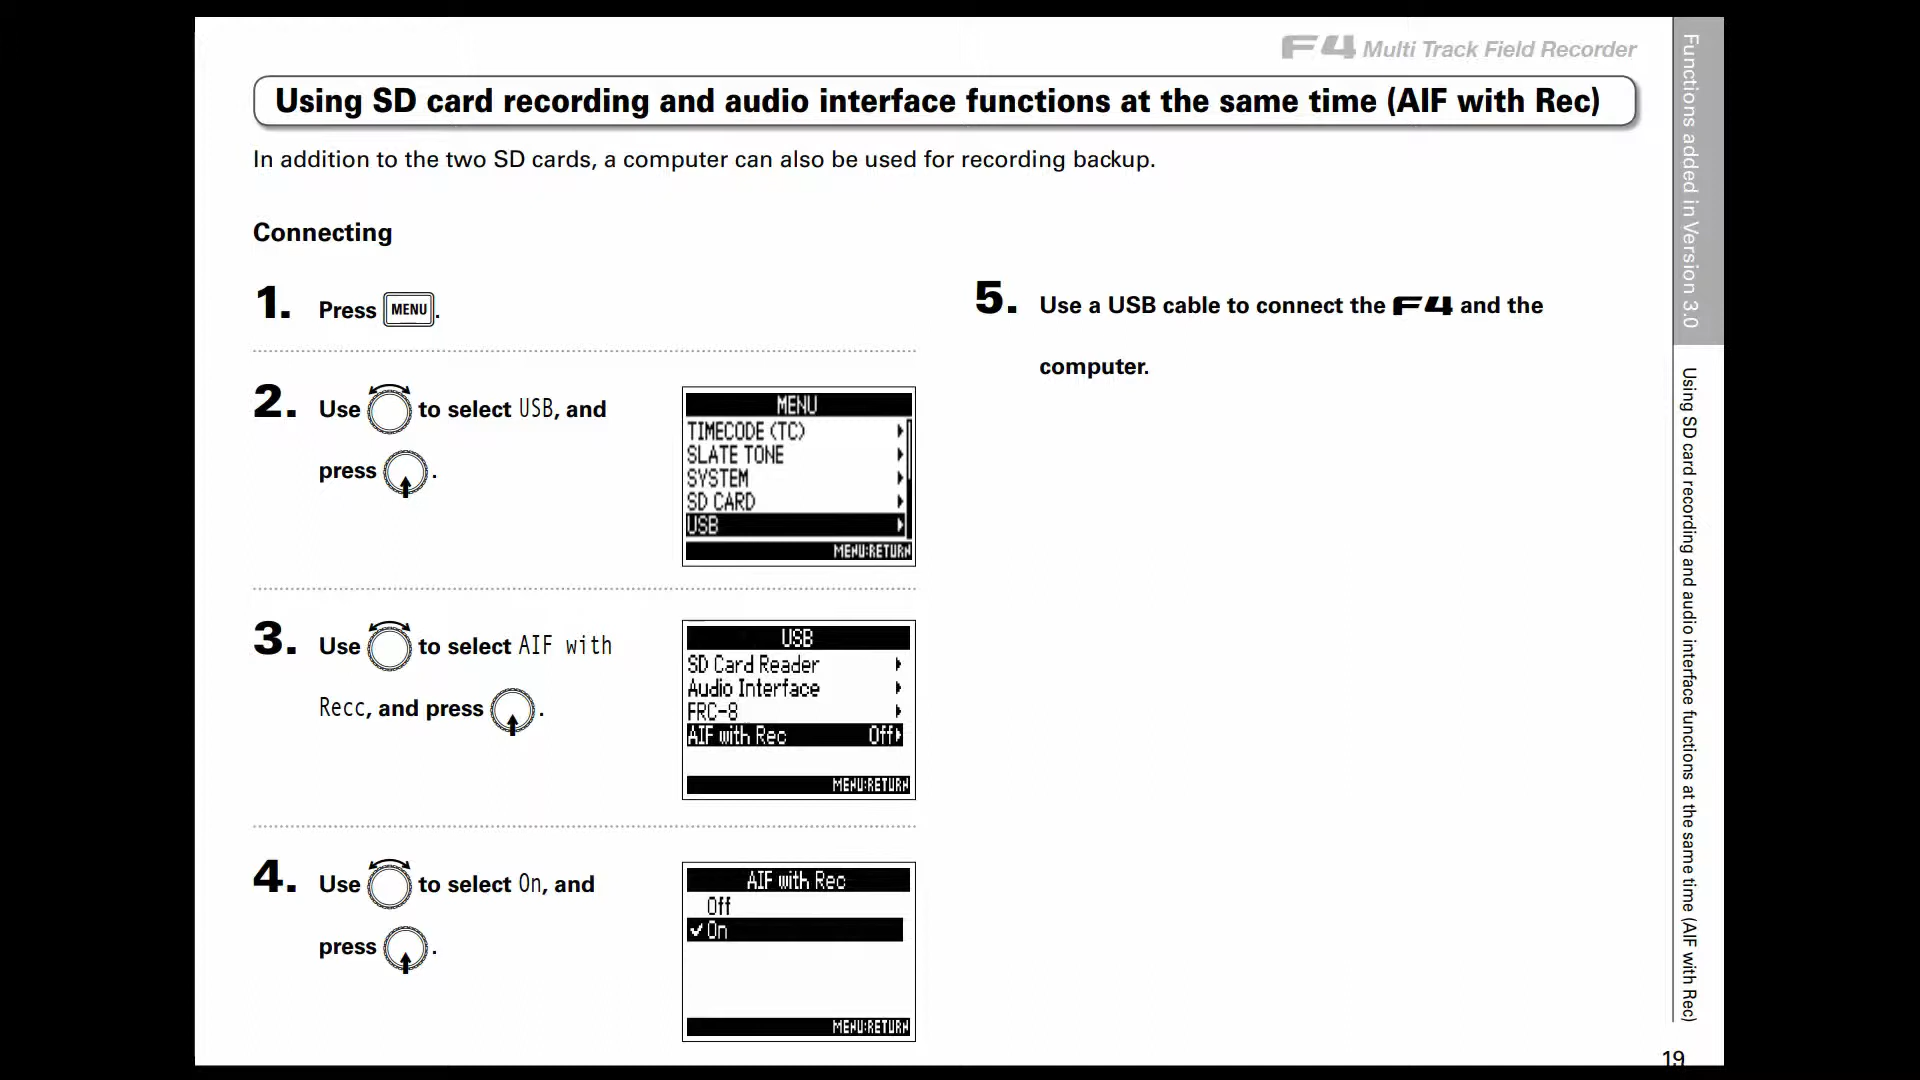 F4 Multi Track Field Recorder
Using SD card recording and audio interface functions at the same time (AIF with Rec)
In addition to the two SD cards, a computer can also be used for recording backup.
Connecting
1. Press MENU.
2. Use to select USB, and
press .
MENU
TIMECODE (TC)
SLATE TONE
SYSTEM
SD CARD
USB
MENU:RETURN
3. Use to select AIF with
Recc, and press .
USB
SD Card Reader
Audio Interface
FRC-8
AIF with Rec Off
MENU:RETURN
4. Use to select On, and
press .
AIF with Rec
Off
On
MENU:RETURN
5. Use a USB cable to connect the F4 and the
computer.
Functions added in Version 3.0
Using SD card recording and audio interface functions at the same time (AIF with Rec)
19